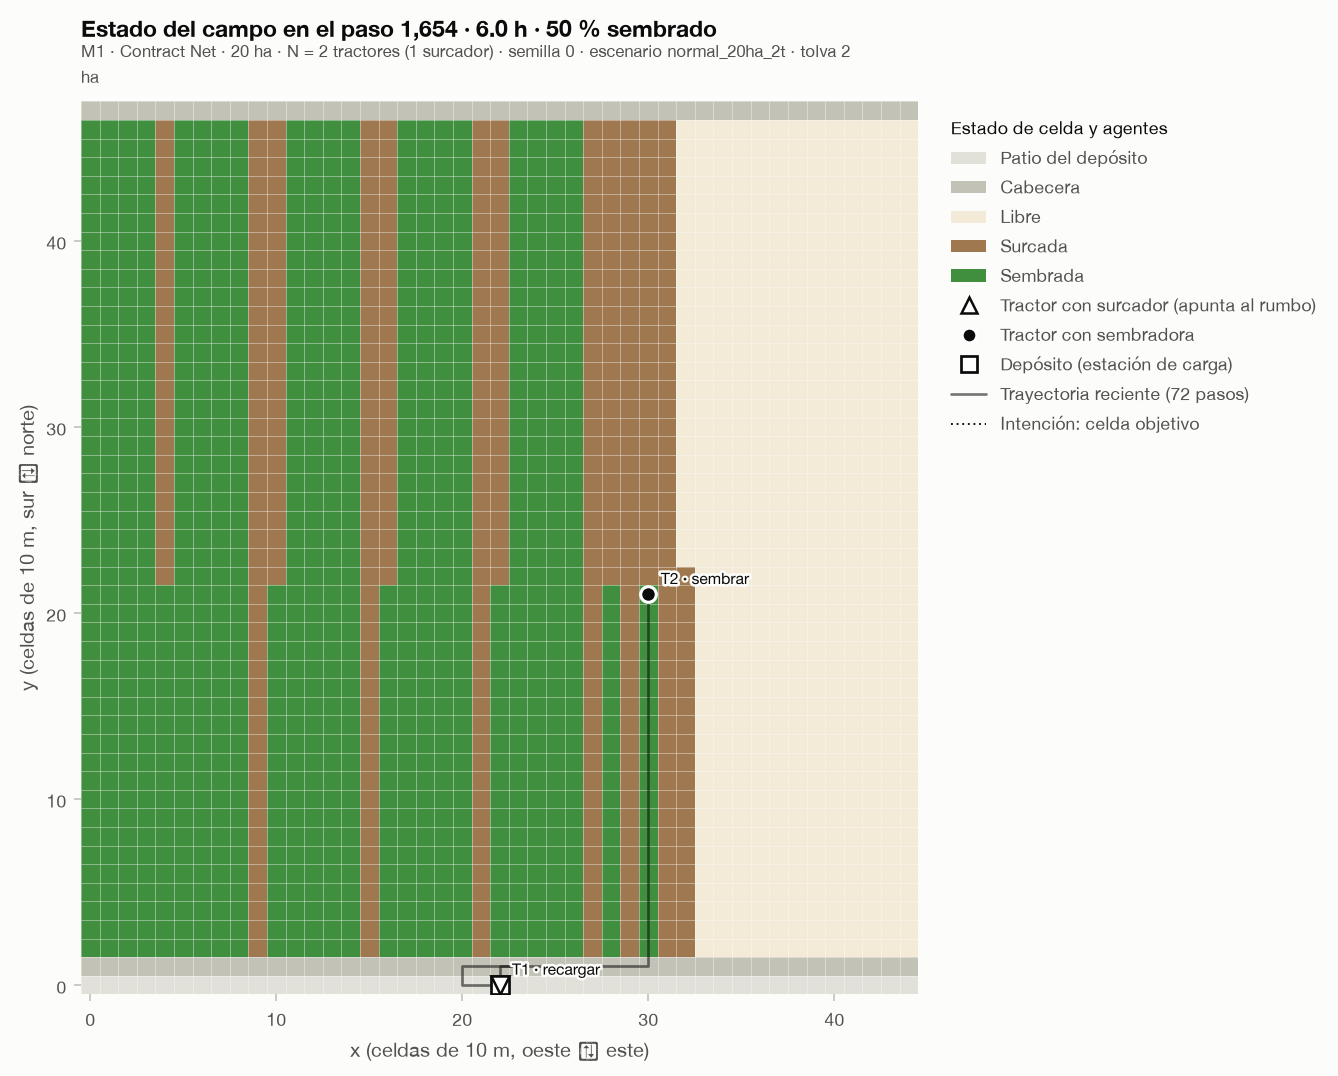 Estado del campo en el paso 1,654 · 6.0 h · 50 % sembrado
M1 · Contract Net · 20 ha · N = 2 tractores (1 surcador) · semilla 0 · escenario normal_20ha_2t · tolva 2
ha
Estado de celda y agentes
Patio del depósito
Cabecera
Libre
Surcada
Sembrada
Tractor con surcador (apunta al rumbo)
Tractor con sembradora
Depósito (estación de carga)
Trayectoria reciente (72 pasos)
Intención: celda objetivo
y (celdas de 10 m, sur norte)
40
30
20
10
0
T2 · sembrar
T1 · recargar
0
10
20
30
40
x (celdas de 10 m, oeste este)